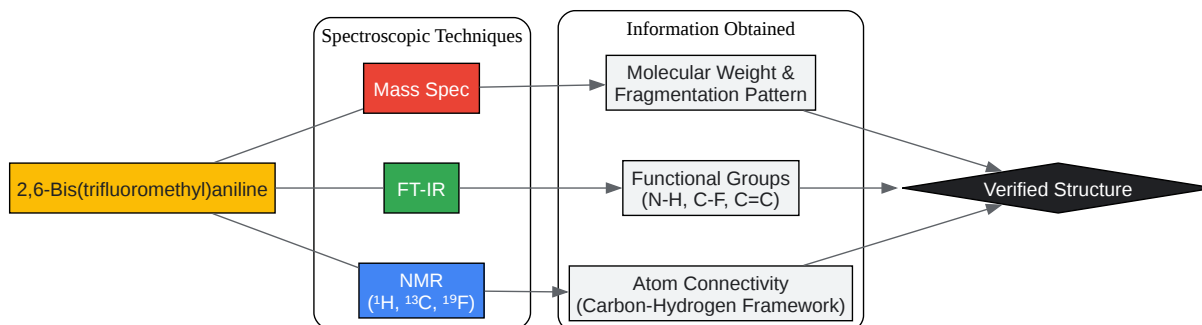 Spectroscopic Techniques
Information Obtained
Mass Spec
Molecular Weight &
Fragmentation Pattern
2,6-Bis(trifluoromethyl)aniline
FT-IR
Functional Groups
(N-H, C-F, C=C)
Verified Structure
NMR
(¹H, ¹³C, ¹⁹F)
Atom Connectivity
(Carbon-Hydrogen Framework)